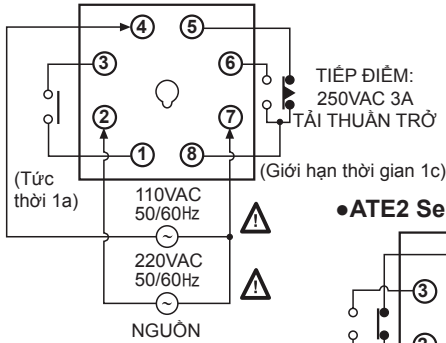 4
5
3
6
2
7
1
8
TIẾP ĐIỂM:
250VAC 3A
TẢI THUẦN TRỞ
(Tức
thời 1a)
(Giới hạn thời gian 1c)
110VAC
50/60Hz
~
!
220VAC
50/60Hz
~
!
NGUỒN
●ATE2 Se
3